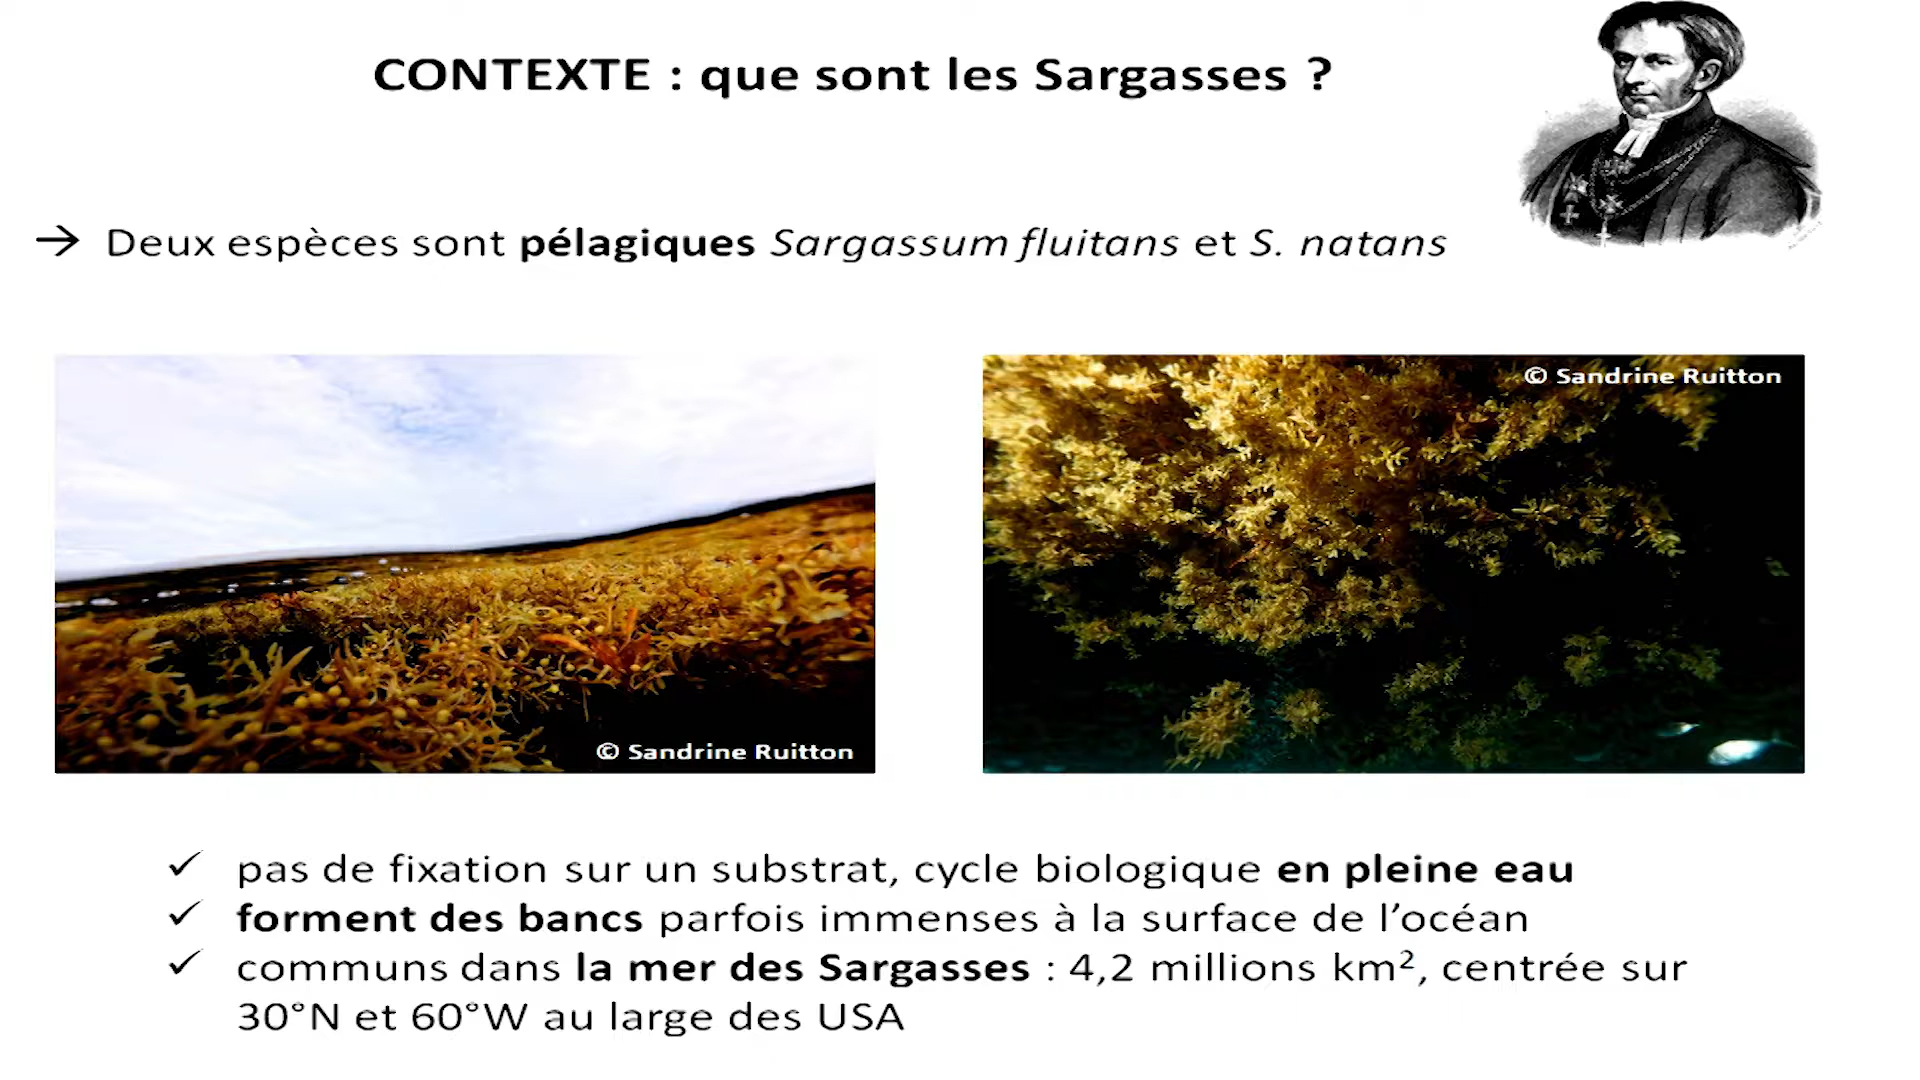 CONTEXTE : que sont les Sargasses ?
→ Deux espèces sont pélagiques Sargassum fluitans et S. natans
© Sandrine Ruitton
© Sandrine Ruitton
✓ pas de fixation sur un substrat, cycle biologique en pleine eau
✓ forment des bancs parfois immenses à la surface de l’océan
✓ communs dans la mer des Sargasses : 4,2 millions km², centrée sur
30°N et 60°W au large des USA